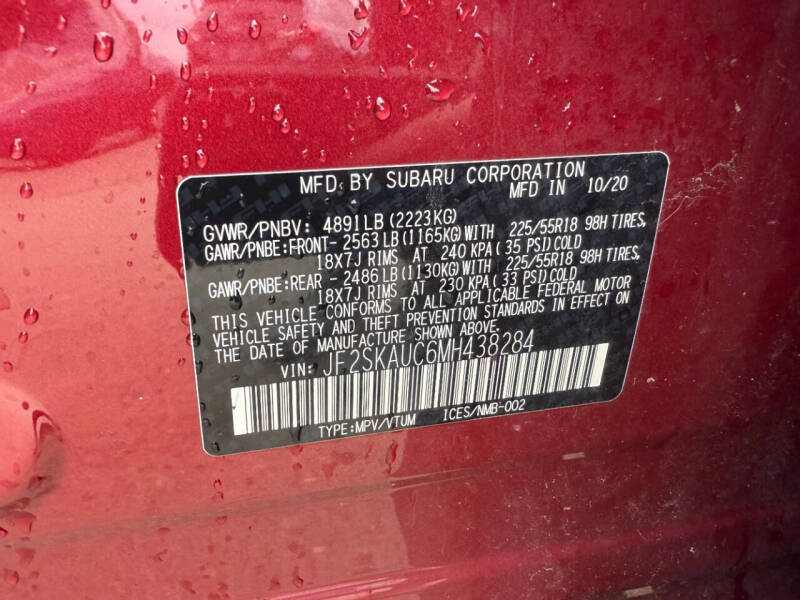 MFD. BY SUBARU CORPORATION
MFD IN 10/20
GVWR/PNBV: 4891LB(2223KG)
GAWR/PNBE:FRONT- 2563LB(1165KG)WITH 225/55R18 98H TIRES,
18X7J RIMS AT 240 KPA(35 PSI)COLD
GAWR/PNBE:REAR - 2486LB(1130KG)WITH 225/55R18 98H TIRES,
18X7J RIMS AT 230 KPA(33 PSI)COLD
THIS VEHICLE CONFORMS TO ALL APPLICABLE FEDERAL MOTOR
VEHICLE SAFETY AND THEFT PREVENTION STANDARDS IN EFFECT ON
THE DATE OF MANUFACTURE SHOWN ABOVE.
VIN: JF2SKAUC6MH438284
TYPE:MPV/VTUM ICES/NMB-002